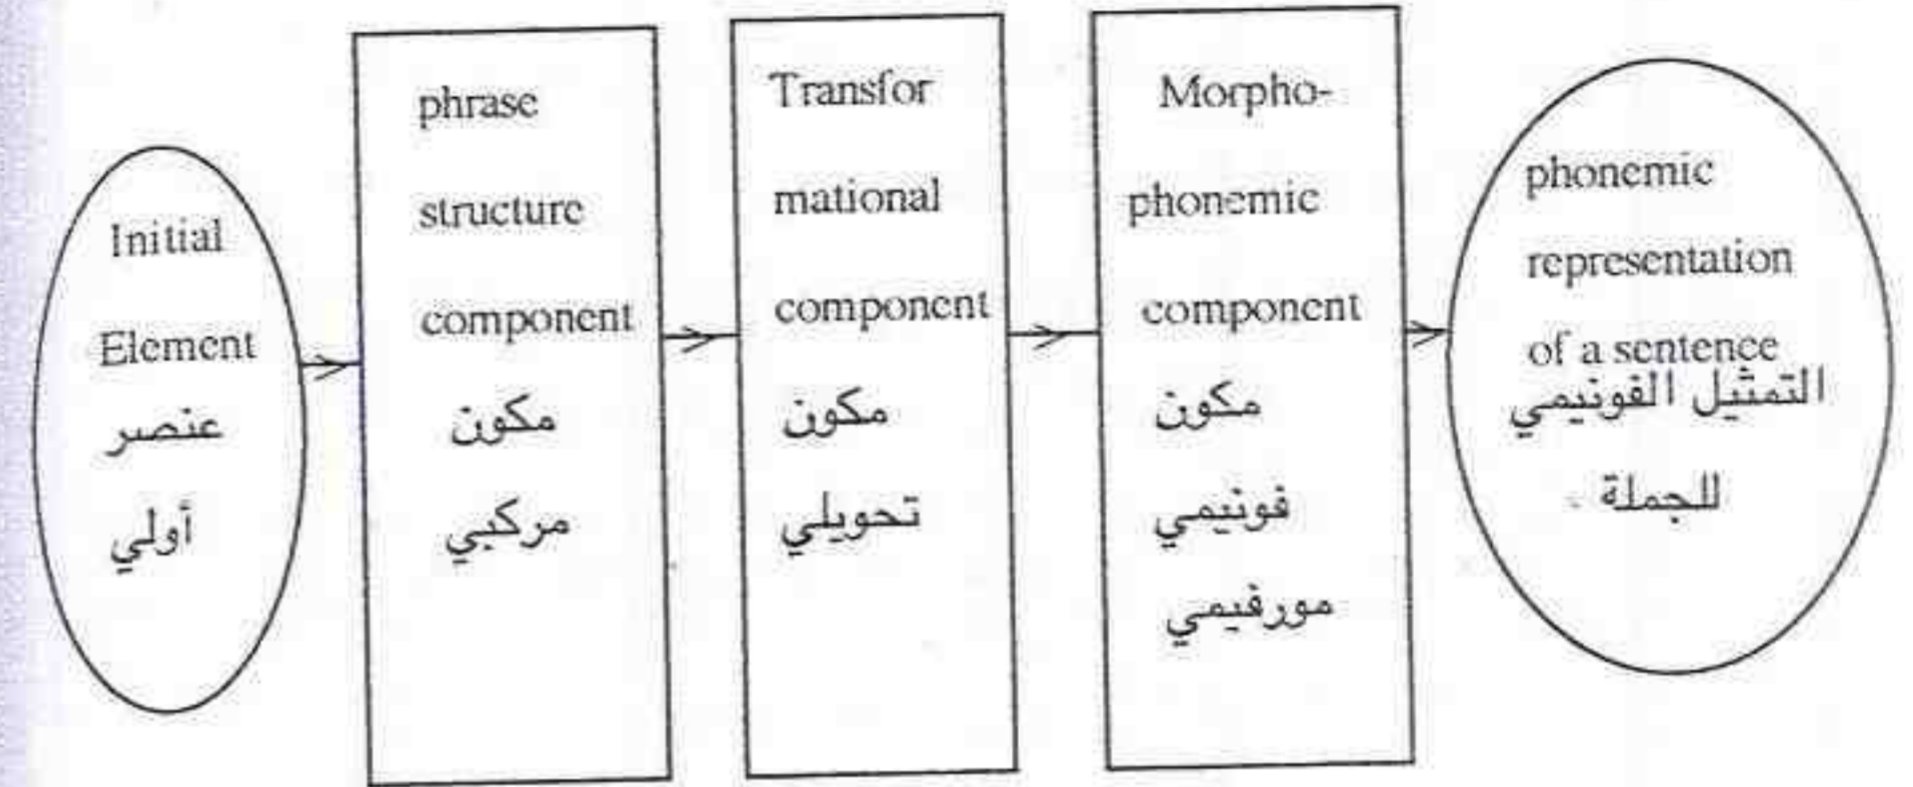 Initial
Element
عنصر
أولي
phrase
structure
component
مكون
مركبي
Transfor
mational
component
مكون
تحويلي
Morpho-
phonemic
component
مكون
فونيمي
مورفيمي
phonemic
representation
of a sentence
التمثيل الفونيمي
للجملة